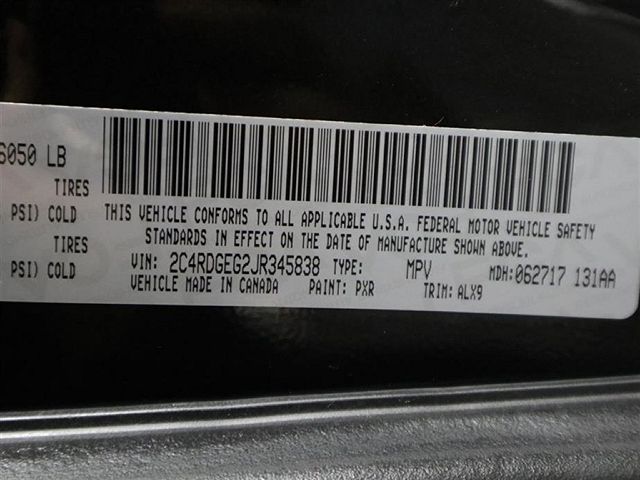 6050 LB
TIRES
PSI) COLD
TIRES
PSI) COLD
THIS VEHICLE CONFORMS TO ALL APPLICABLE U.S.A. FEDERAL MOTOR VEHICLE SAFETY
STANDARDS IN EFFECT ON THE DATE OF MANUFACTURE SHOWN ABOVE.
VIN: 2C4RDGEG2JR345838 TYPE: MPV MDH:062717 131AA
VEHICLE MADE IN CANADA PAINT: PXR TRIM: ALX9